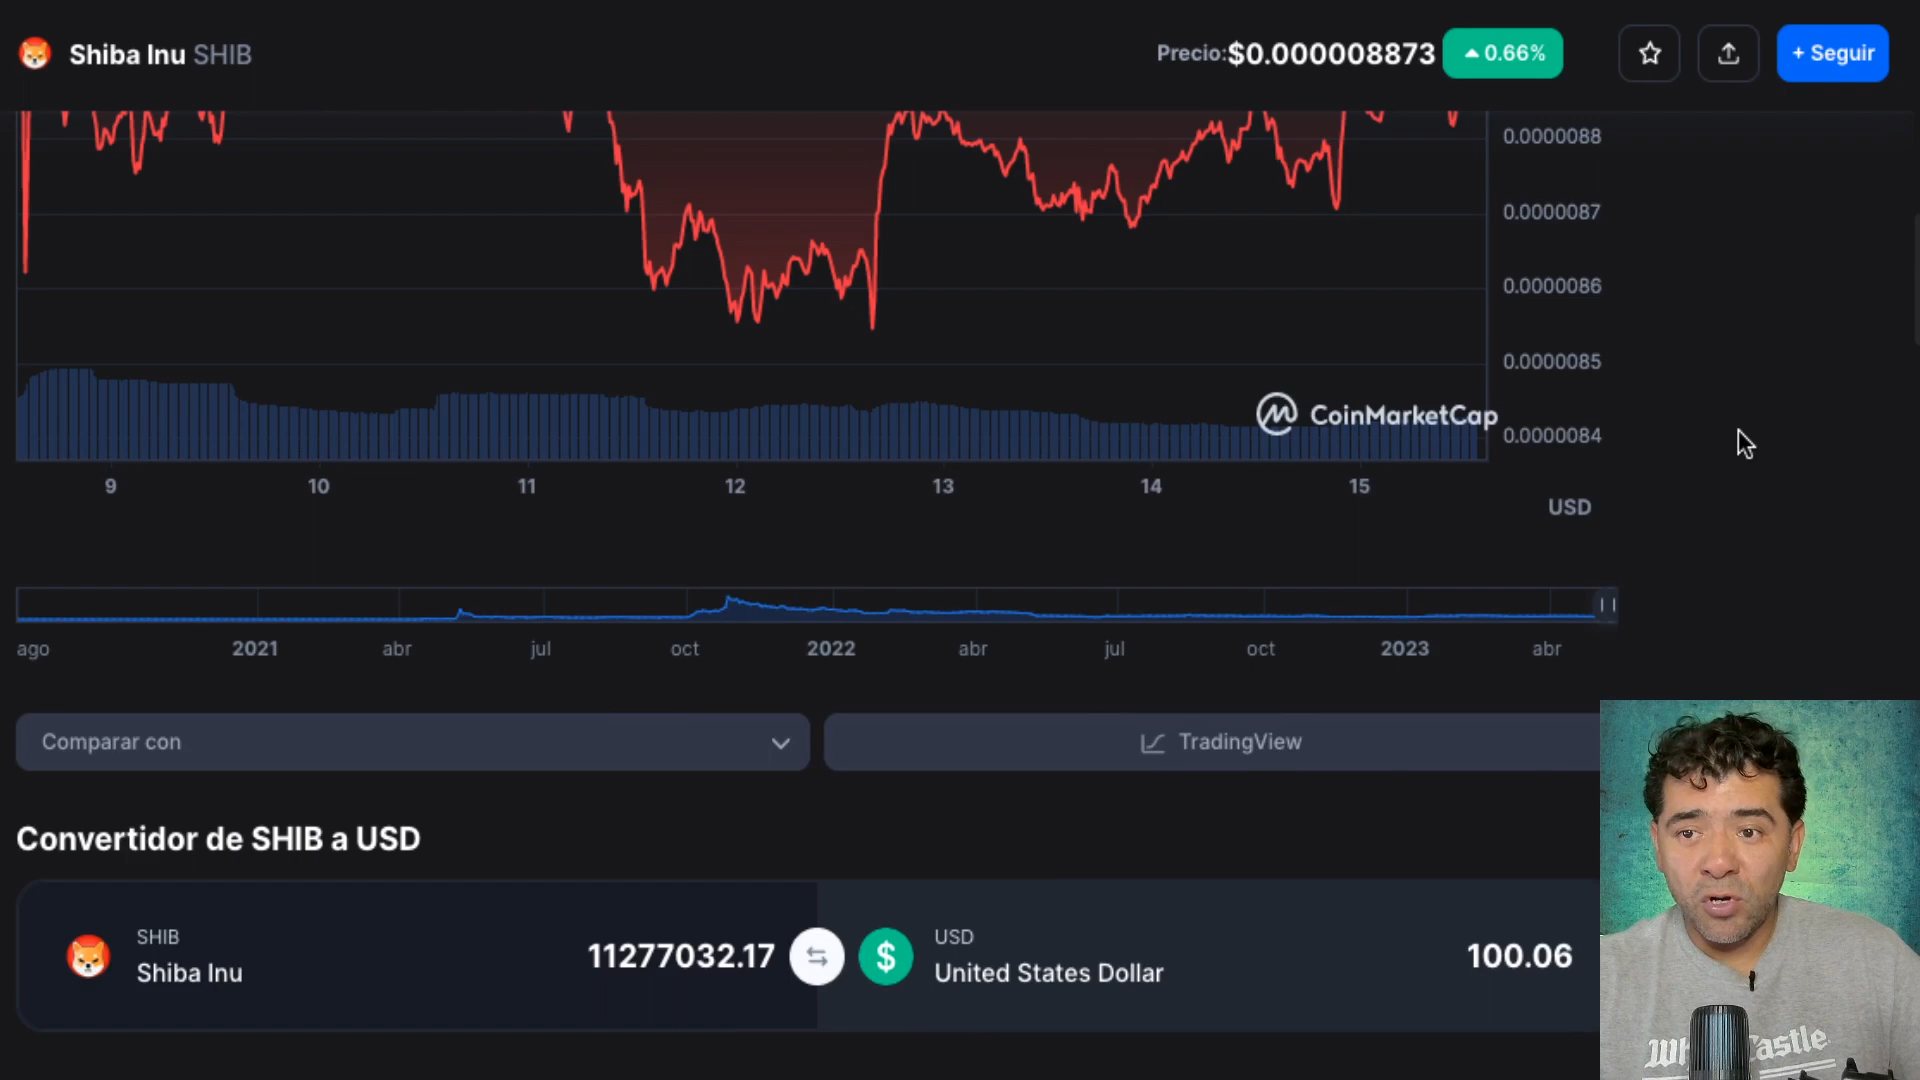 Shiba Inu SHIB
Precio:$0.000008873
0.66%
+ Seguir
0.0000088
0.0000087
0.0000086
0.0000085
0.0000084
CoinMarketCap
9 10 11 12 13 14 15
USD
ago 2021 abr jul oct 2022 abr jul oct 2023 abr
Comparar con
TradingView
Convertidor de SHIB a USD
SHIB
Shiba Inu
11277032.17
$
USD
United States Dollar
100.06
Castle